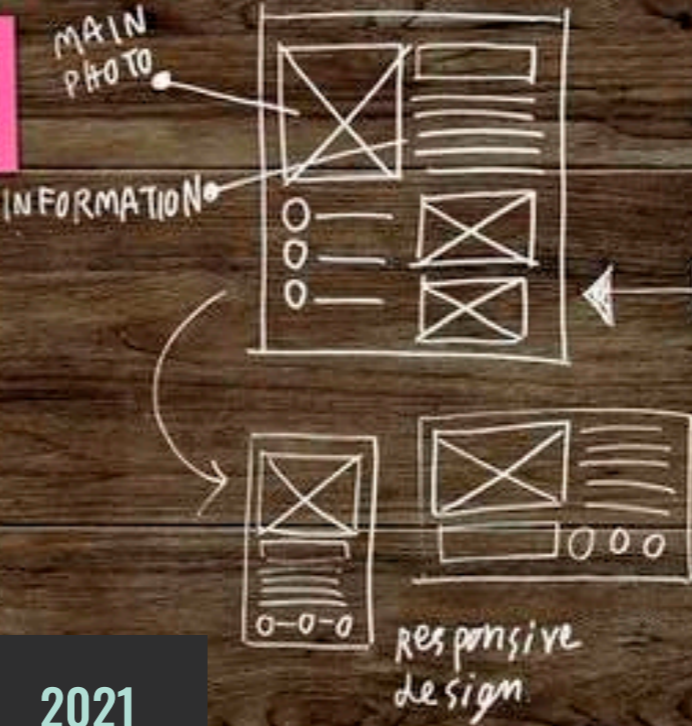 MAIN
PHOTO
INFORMATION
Responsive
design
2021